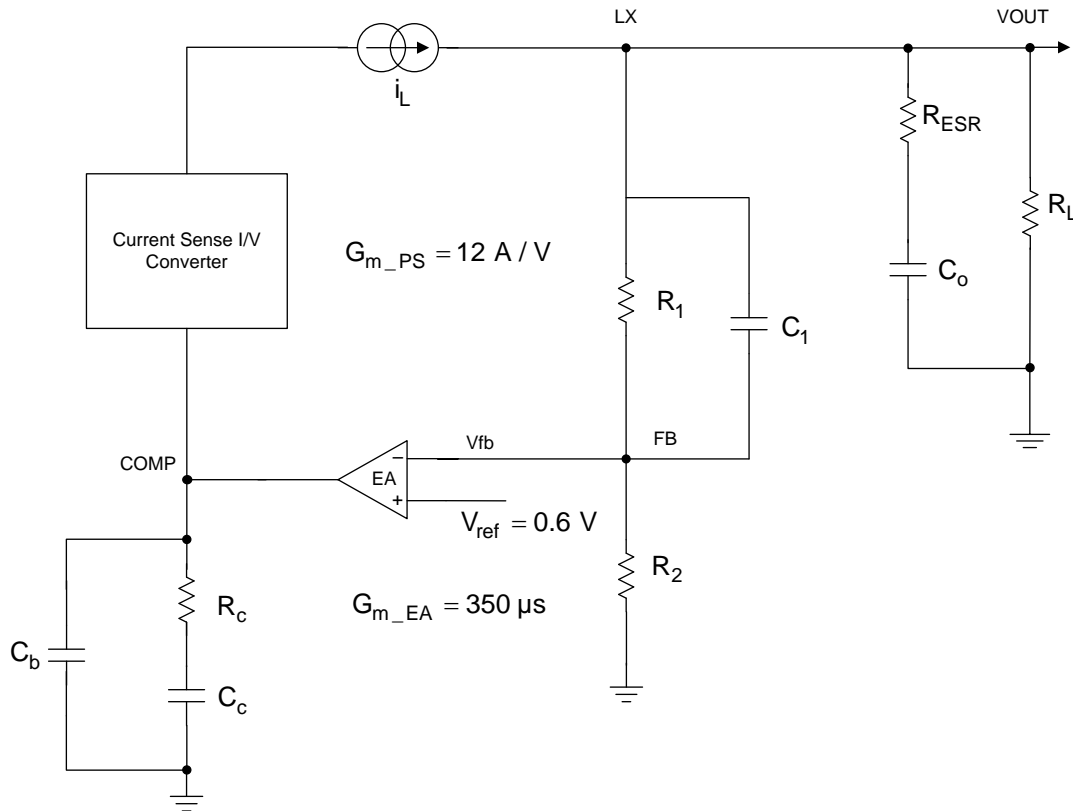 LX
VOUT
i_L
R_ESR
Current Sense I/V
Converter
G_m_PS = 12 A / V
R_L
C_o
R_1
C_1
COMP
Vfb
FB
EA
−
+
V_ref = 0.6 V
R_2
R_c
G_m_EA = 350 µs
C_b
C_c